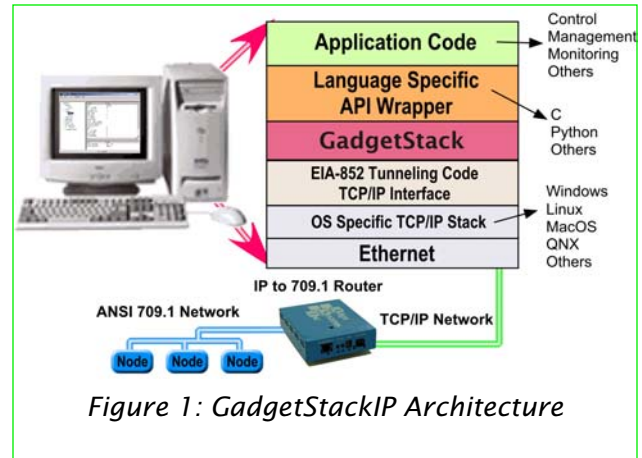 Application Code
Control
Management
Monitoring
Others
Language Specific
API Wrapper
C
Python
Others
GadgetStack
EIA-852 Tunneling Code
TCP/IP Interface
OS Specific TCP/IP Stack
Windows
Linux
MacOS
QNX
Others
Ethernet
IP to 709.1 Router
ANSI 709.1 Network
TCP/IP Network
Node
Node
Node
Figure 1: GadgetStackIP Architecture